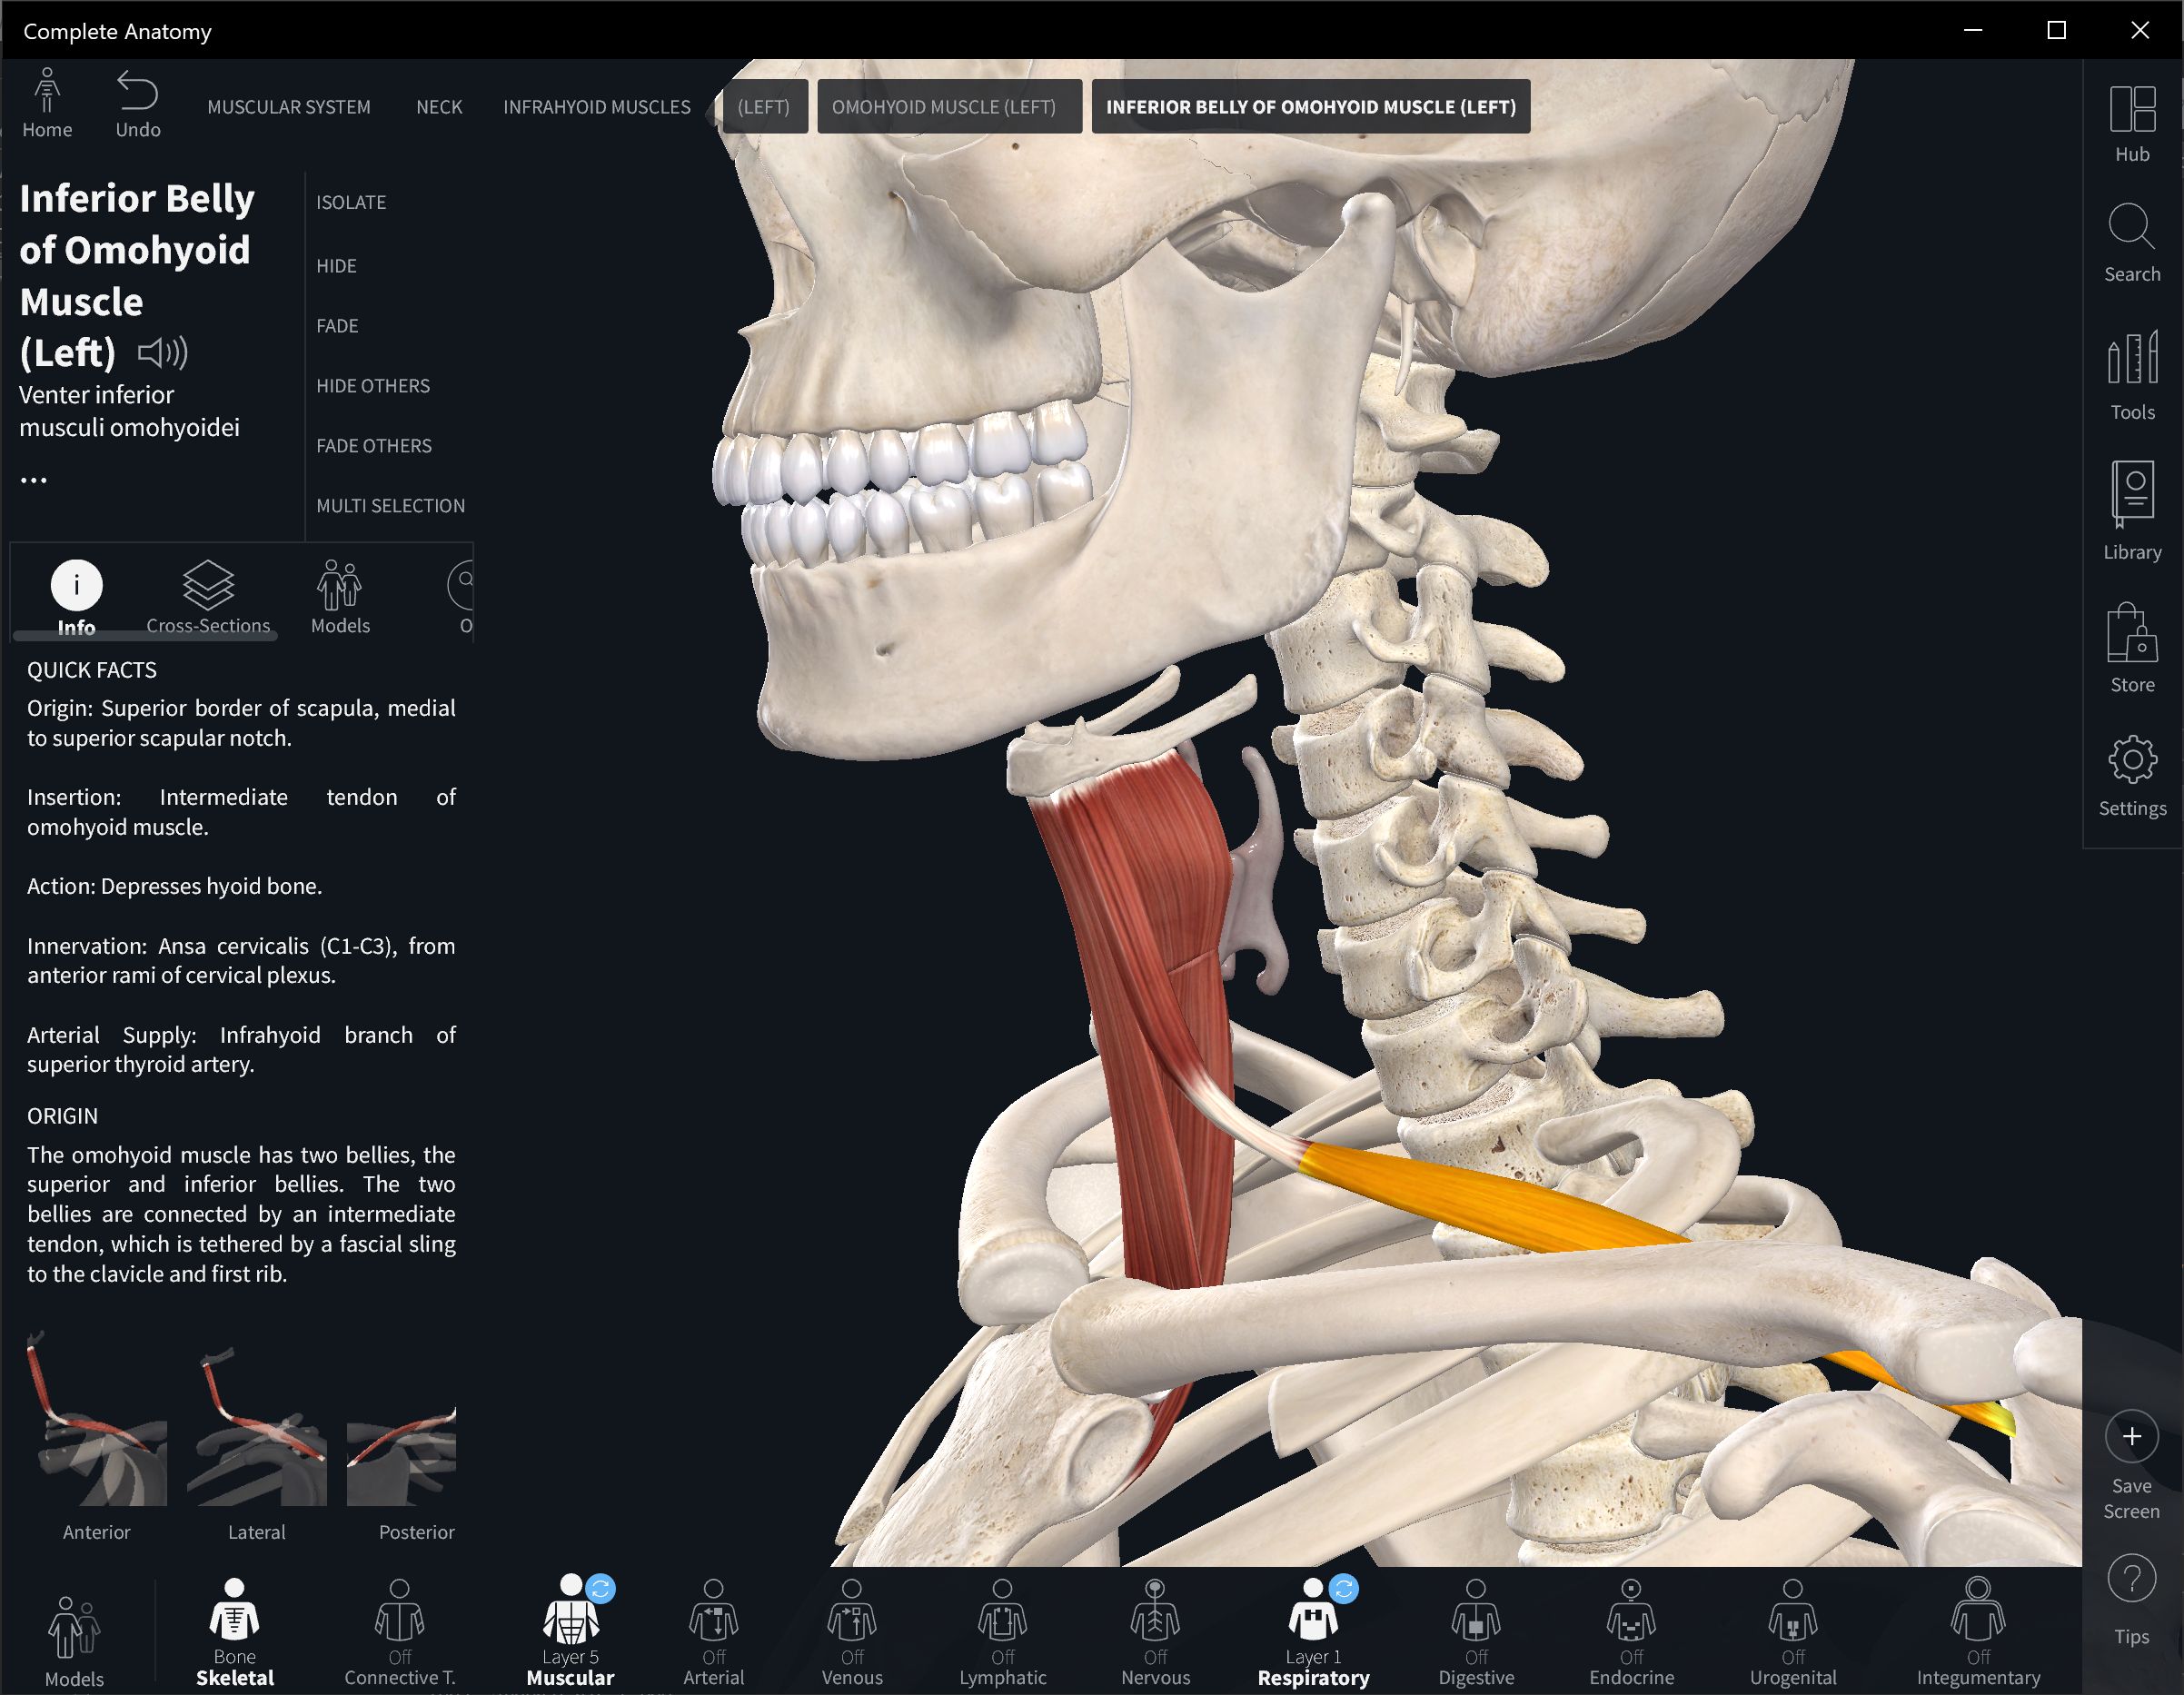 Complete Anatomy
Home
Undo
MUSCULAR SYSTEM
NECK
INFRAHYOID MUSCLES
(LEFT)
OMOHYOID MUSCLE (LEFT)
INFERIOR BELLY OF OMOHYOID MUSCLE (LEFT)
Inferior Belly
of Omohyoid
Muscle
(Left)
Venter inferior
musculi omohyoidei
...
ISOLATE
HIDE
FADE
HIDE OTHERS
FADE OTHERS
MULTI SELECTION
i
Info
Cross-Sections
Models
O
QUICK FACTS
Origin: Superior border of scapula, medial
to superior scapular notch.
Insertion: Intermediate tendon of
omohyoid muscle.
Action: Depresses hyoid bone.
Innervation: Ansa cervicalis (C1-C3), from
anterior rami of cervical plexus.
Arterial Supply: Infrahyoid branch of
superior thyroid artery.
ORIGIN
The omohyoid muscle has two bellies, the
superior and inferior bellies. The two
bellies are connected by an intermediate
tendon, which is tethered by a fascial sling
to the clavicle and first rib.
Anterior
Lateral
Posterior
Hub
Search
Tools
Library
Store
Settings
+
Save
Screen
?
Tips
Models
Bone
Skeletal
Off
Connective T.
Layer 5
Muscular
Off
Arterial
Off
Venous
Off
Lymphatic
Off
Nervous
Layer 1
Respiratory
Off
Digestive
Off
Endocrine
Off
Urogenital
Off
Integumentary